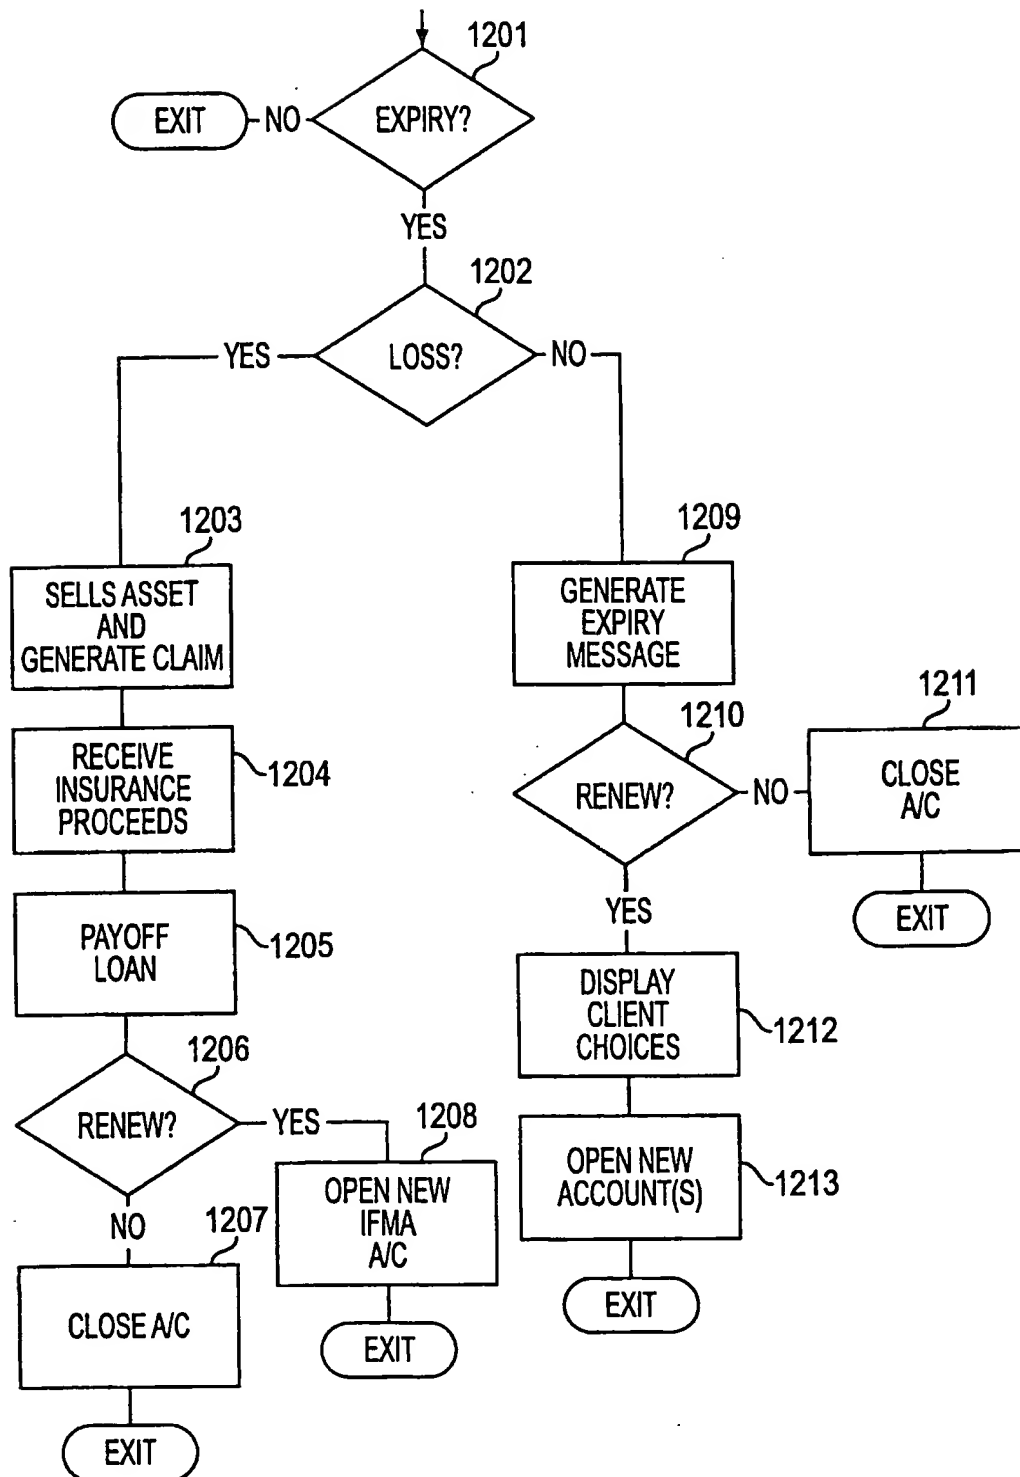 1201
EXIT
NO
EXPIRY?
YES
1202
YES
LOSS?
NO
1203
SELLS ASSET
AND
GENERATE CLAIM
1209
GENERATE
EXPIRY
MESSAGE
1204
RECEIVE
INSURANCE
PROCEEDS
1210
RENEW?
NO
1211
CLOSE
A/C
EXIT
1205
PAYOFF
LOAN
YES
DISPLAY
CLIENT
CHOICES
1212
1206
RENEW?
YES
1208
OPEN NEW
IFMA
A/C
EXIT
OPEN NEW
ACCOUNT(S)
1213
EXIT
NO
1207
CLOSE A/C
EXIT